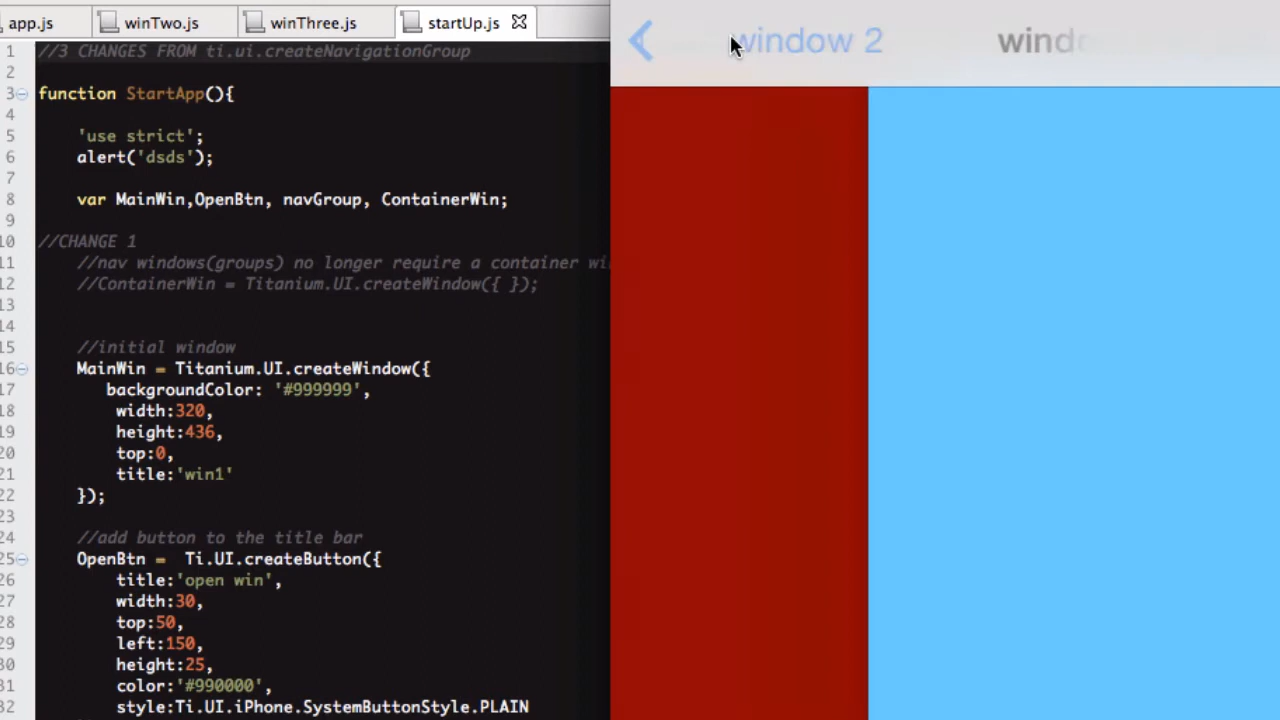 app.js winTwo.js winThree.js startUp.js
1 //3 CHANGES FROM ti.ui.createNavigationGroup
2
3 function StartApp(){
4
5 'use strict';
6 alert('dsds');
7
8 var MainWin,OpenBtn, navGroup, ContainerWin;
9
10 //CHANGE 1
11 //nav windows(groups) no longer require a container wi
12 //ContainerWin = Titanium.UI.createWindow({ });
13
14
15 //initial window
16 MainWin = Titanium.UI.createWindow({
17 backgroundColor: '#999999',
18 width:320,
19 height:436,
20 top:0,
21 title:'win1'
22 });
23
24 //add button to the title bar
25 OpenBtn = Ti.UI.createButton({
26 title:'open win',
27 width:30,
28 top:50,
29 left:150,
30 height:25,
31 color:'#990000',
32 style:Ti.UI.iPhone.SystemButtonStyle.PLAIN
window 2